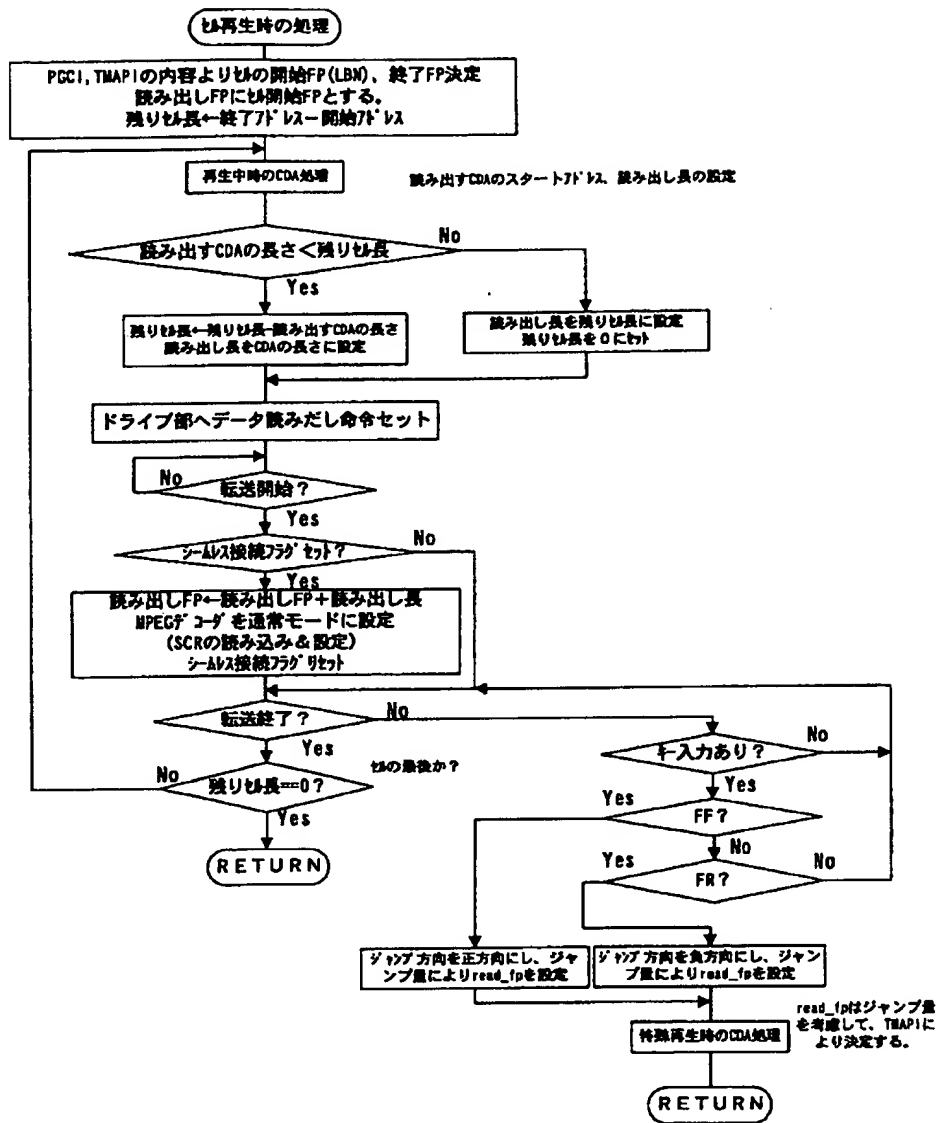 ｾﾙ再生時の処理
PGCI,TMAPIの内容よりｾﾙの開始FP(LBN)、終了FP決定
読み出しFPにｾﾙ開始FPとする。
残りｾﾙ長←終了ｱﾄﾞﾚｽ－開始ｱﾄﾞﾚｽ
再生中時のCDA処理
読み出すCDAのスタートｱﾄﾞﾚｽ、読み出し長の設定
読み出すCDAの長さ＜残りｾﾙ長
No
Yes
残りｾﾙ長←残りｾﾙ長－読み出すCDAの長さ
読み出し長をCDAの長さに設定
読み出し長を残りｾﾙ長に設定
残りｾﾙ長を０にｾｯﾄ
ドライブ部へデータ読みだし命令セット
No
転送開始？
Yes
ｼｰﾑﾚｽ接続ﾌﾗｸﾞｾｯﾄ？
No
Yes
読み出しFP←読み出しFP＋読み出し長
MPEGﾃﾞｺｰﾀﾞを通常モードに設定
(SCRの読み込み＆設定)
ｼｰﾑﾚｽ接続ﾌﾗｸﾞﾘｾｯﾄ
転送終了？
No
Yes
ｷｰ入力あり？
No
Yes
No
残りｾﾙ長==0？
ｾﾙの最後か？
Yes
RETURN
Yes
FF？
No
Yes
FR？
No
ｼﾞｬﾝﾌﾟ方向を正方向にし、ジャ
ンプ量によりread_fpを設定
ｼﾞｬﾝﾌﾟ方向を負方向にし、ジャン
プ量によりread_fpを設定
read_fpはジャンプ量
を考慮して、TMAPIに
より決定する。
特殊再生時のCDA処理
RETURN